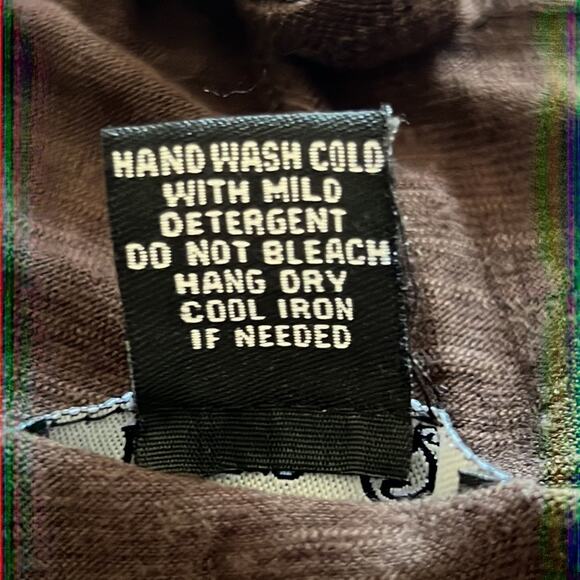 HAND WASH COLD
WITH MILD
DETERGENT
DO NOT BLEACH
HANG DRY
COOL IRON
IF NEEDED